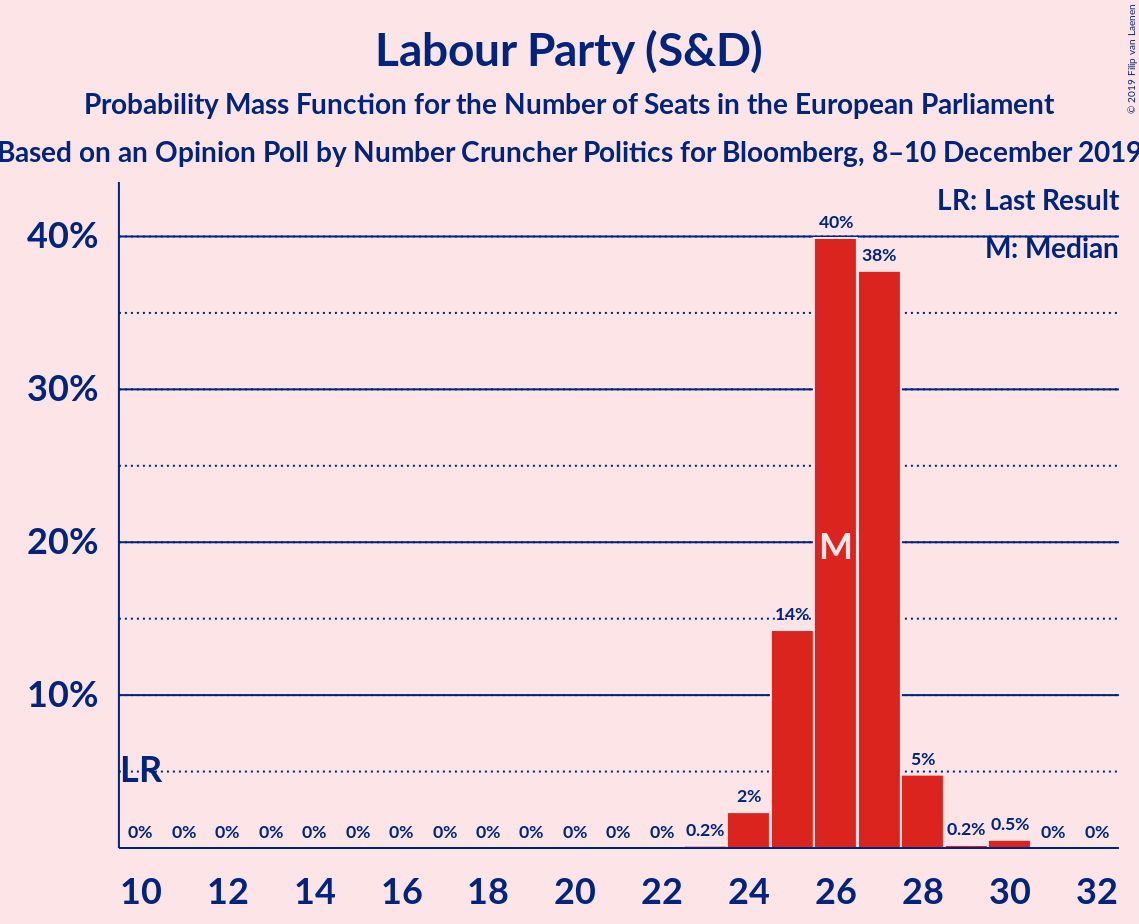 Labour Party (S&D)
Probability Mass Function for the Number of Seats in the European Parliament
Based on an Opinion Poll by Number Cruncher Politics for Bloomberg, 8–10 December 2019
© 2019 Filip van Laenen
LR: Last Result
M: Median
40%
30%
20%
10%
40%
38%
M
14%
LR
5%
2%
0% 0% 0% 0% 0% 0% 0% 0% 0% 0% 0% 0% 0% 0.2% 0.2% 0.5% 0% 0%
10 12 14 16 18 20 22 24 26 28 30 32